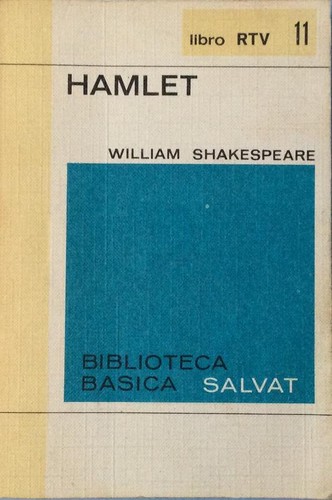 libro RTV 11
HAMLET
WILLIAM SHAKESPEARE
BIBLIOTECA
BASICA SALVAT